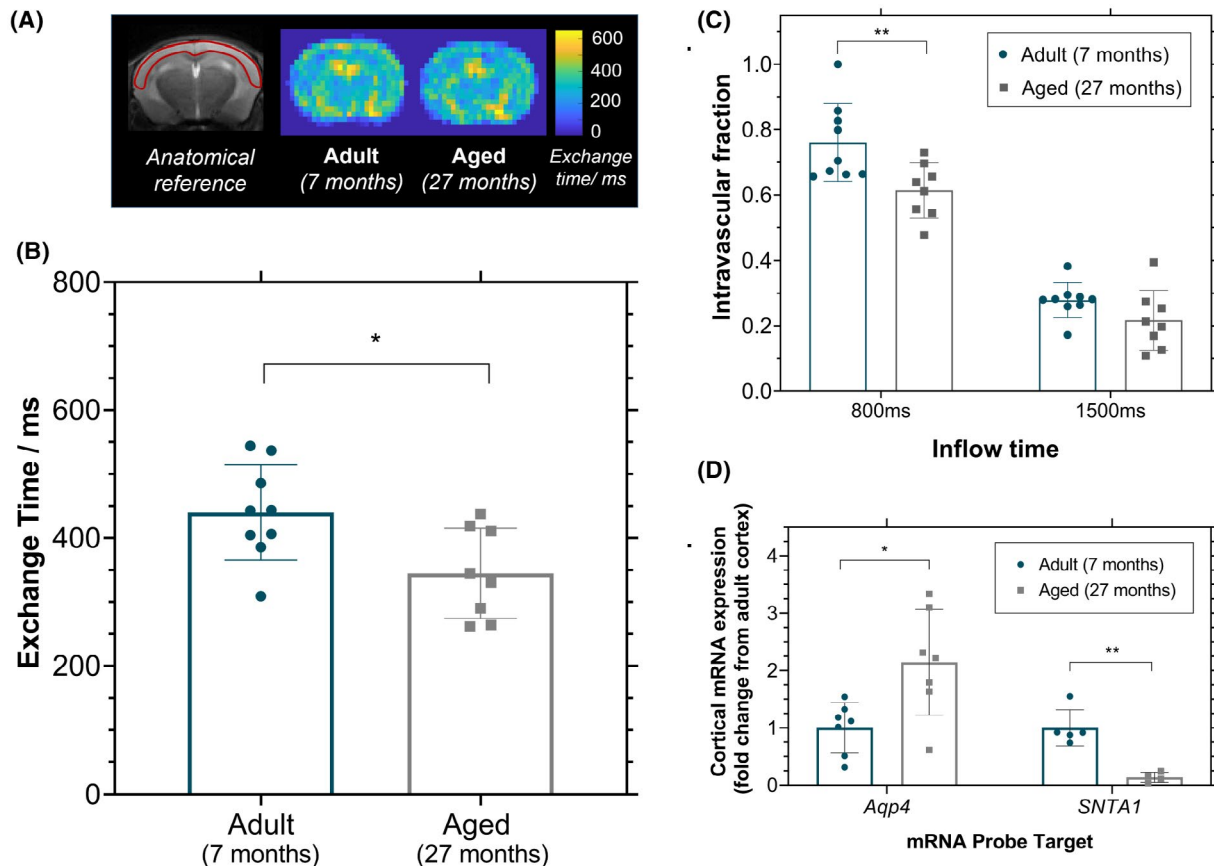 (A)
Anatomical
reference
Adult
(7 months)
Aged
(27 months)
600
400
200
0
Exchange
time/ ms
(B)
Exchange Time / ms
800
600
400
200
0
*
Adult
(7 months)
Aged
(27 months)
(C)
Intravascular fraction
1.0
0.8
0.6
0.4
0.2
0.0
**
Adult (7 months)
Aged (27 months)
800ms
1500ms
Inflow time
(D)
Cortical mRNA expression
(fold change from adult cortex)
4
3
2
1
0
*
**
Adult (7 months)
Aged (27 months)
Aqp4
SNTA1
mRNA Probe Target